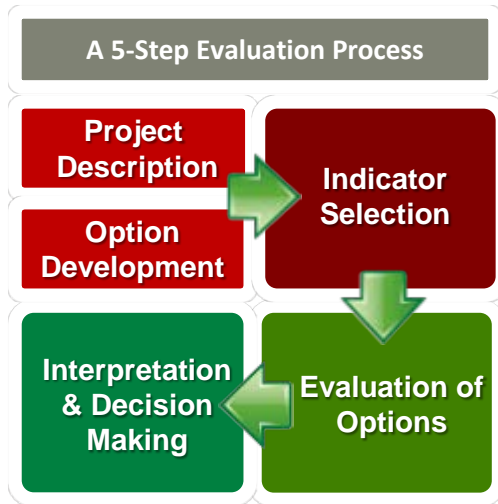 A 5-Step Evaluation Process
Project
Description
Option
Development
Indicator
Selection
Interpretation
& Decision
Making
Evaluation of
Options